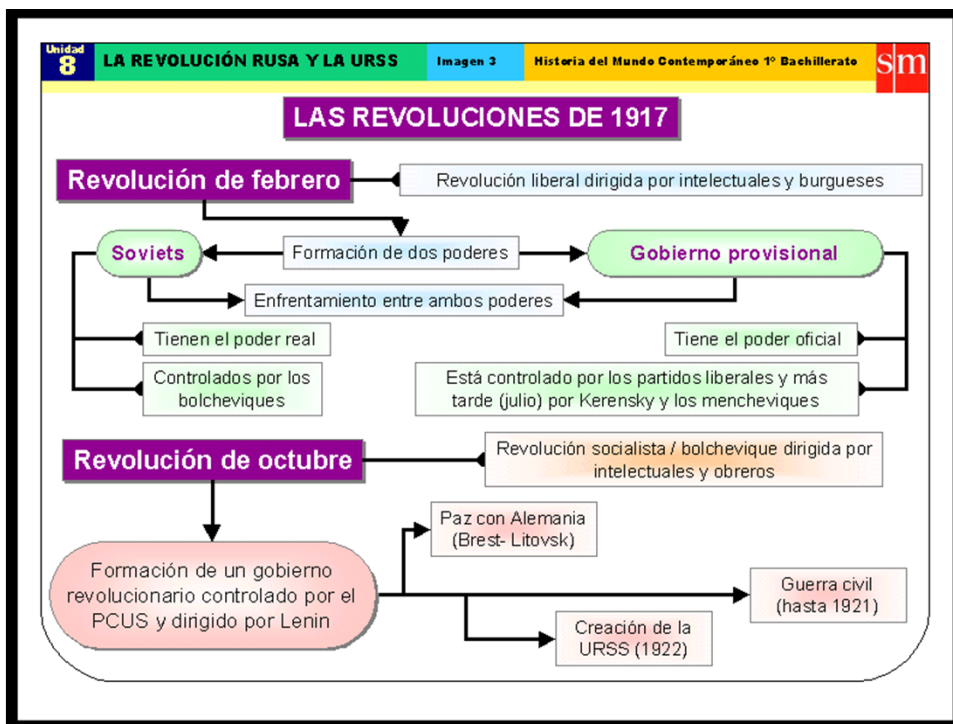 Unidad
8
LA REVOLUCIÓN RUSA Y LA URSS
Imagen 3
Historia del Mundo Contemporáneo 1º Bachillerato
sm
LAS REVOLUCIONES DE 1917
Revolución de febrero
Revolución liberal dirigida por intelectuales y burgueses
Soviets
Formación de dos poderes
Gobierno provisional
Enfrentamiento entre ambos poderes
Tienen el poder real
Tiene el poder oficial
Controlados por los
bolcheviques
Está controlado por los partidos liberales y más
tarde (julio) por Kerensky y los mencheviques
Revolución de octubre
Revolución socialista / bolchevique dirigida por
intelectuales y obreros
Paz con Alemania
(Brest- Litovsk)
Formación de un gobierno
revolucionario controlado por el
PCUS y dirigido por Lenin
Guerra civil
(hasta 1921)
Creación de la
URSS (1922)